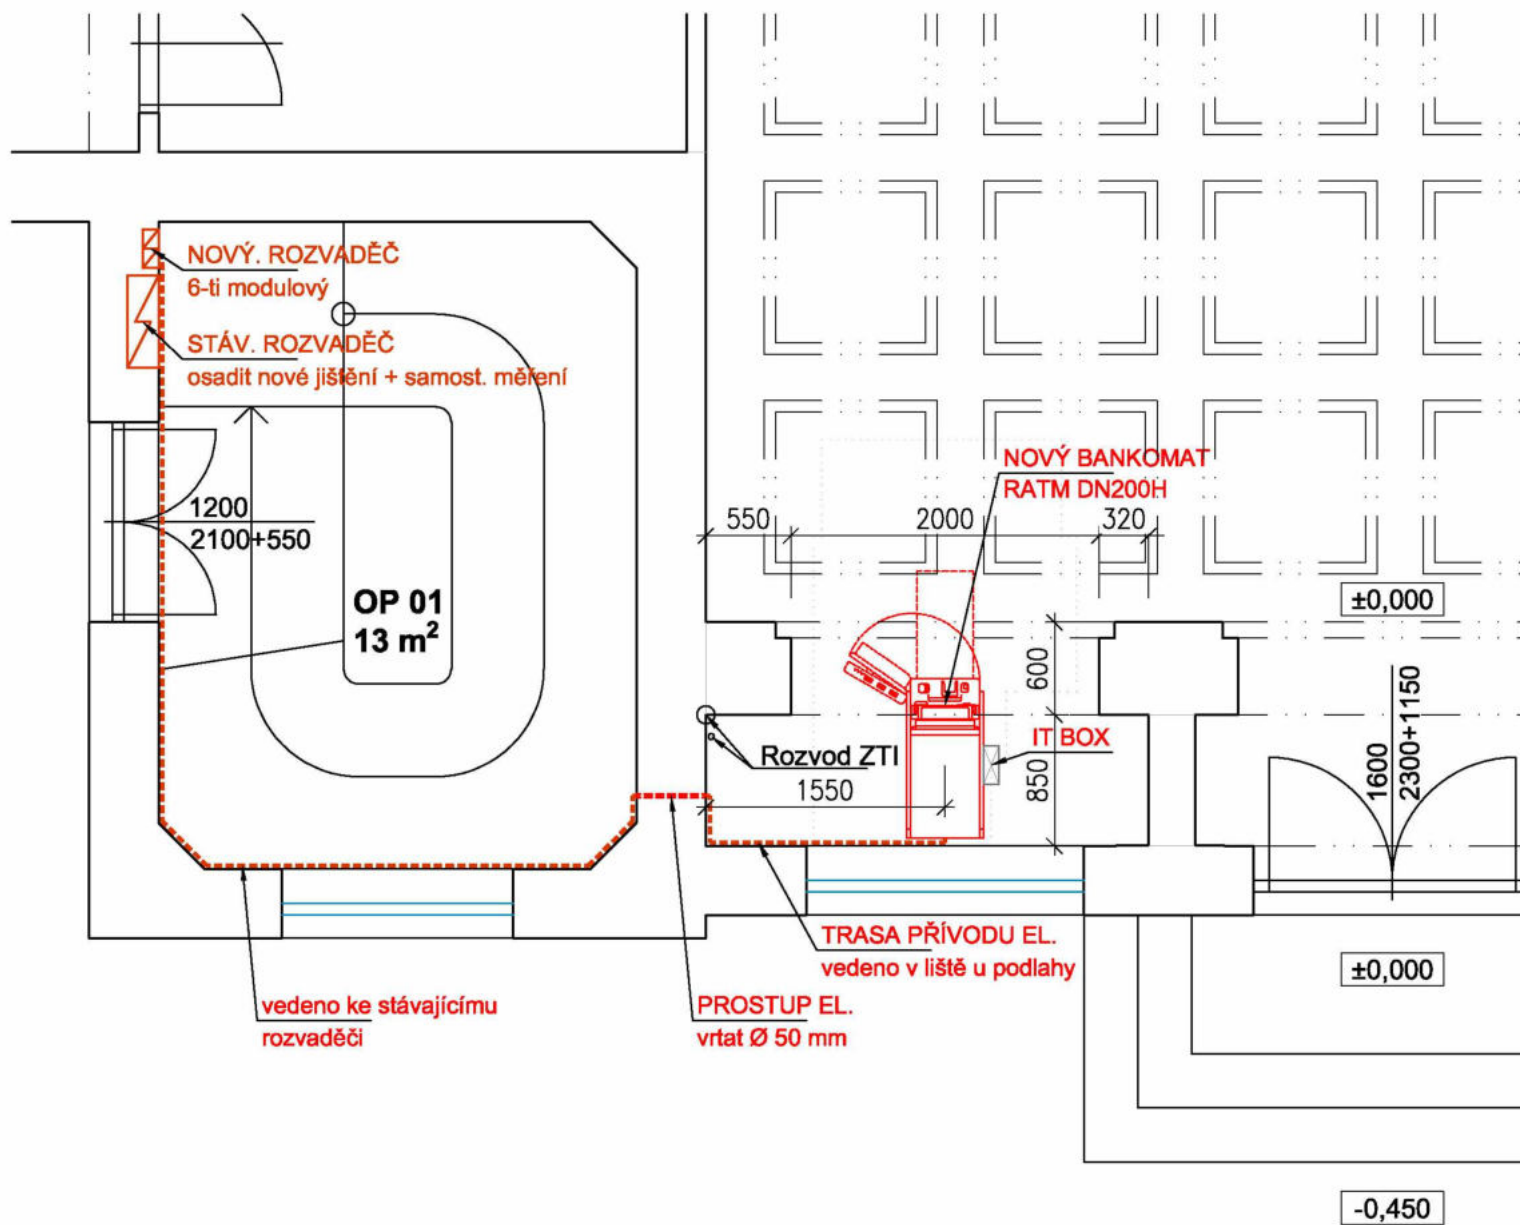 NOVÝ. ROZVADĚČ
6-ti modulový
STÁV. ROZVADĚČ
osadit nové jištění + samost. měření
1200
2100+550
OP 01
13 m²
NOVÝ BANKOMAT
RATM DN200H
550
2000
320
±0,000
600
IT BOX
Rozvod ZTI
1550
850
1600
2300+1150
TRASA PŘÍVODU EL.
vedeno v liště u podlahy
±0,000
vedeno ke stávajícímu
rozvaděči
PROSTUP EL.
vrtat Ø 50 mm
-0,450